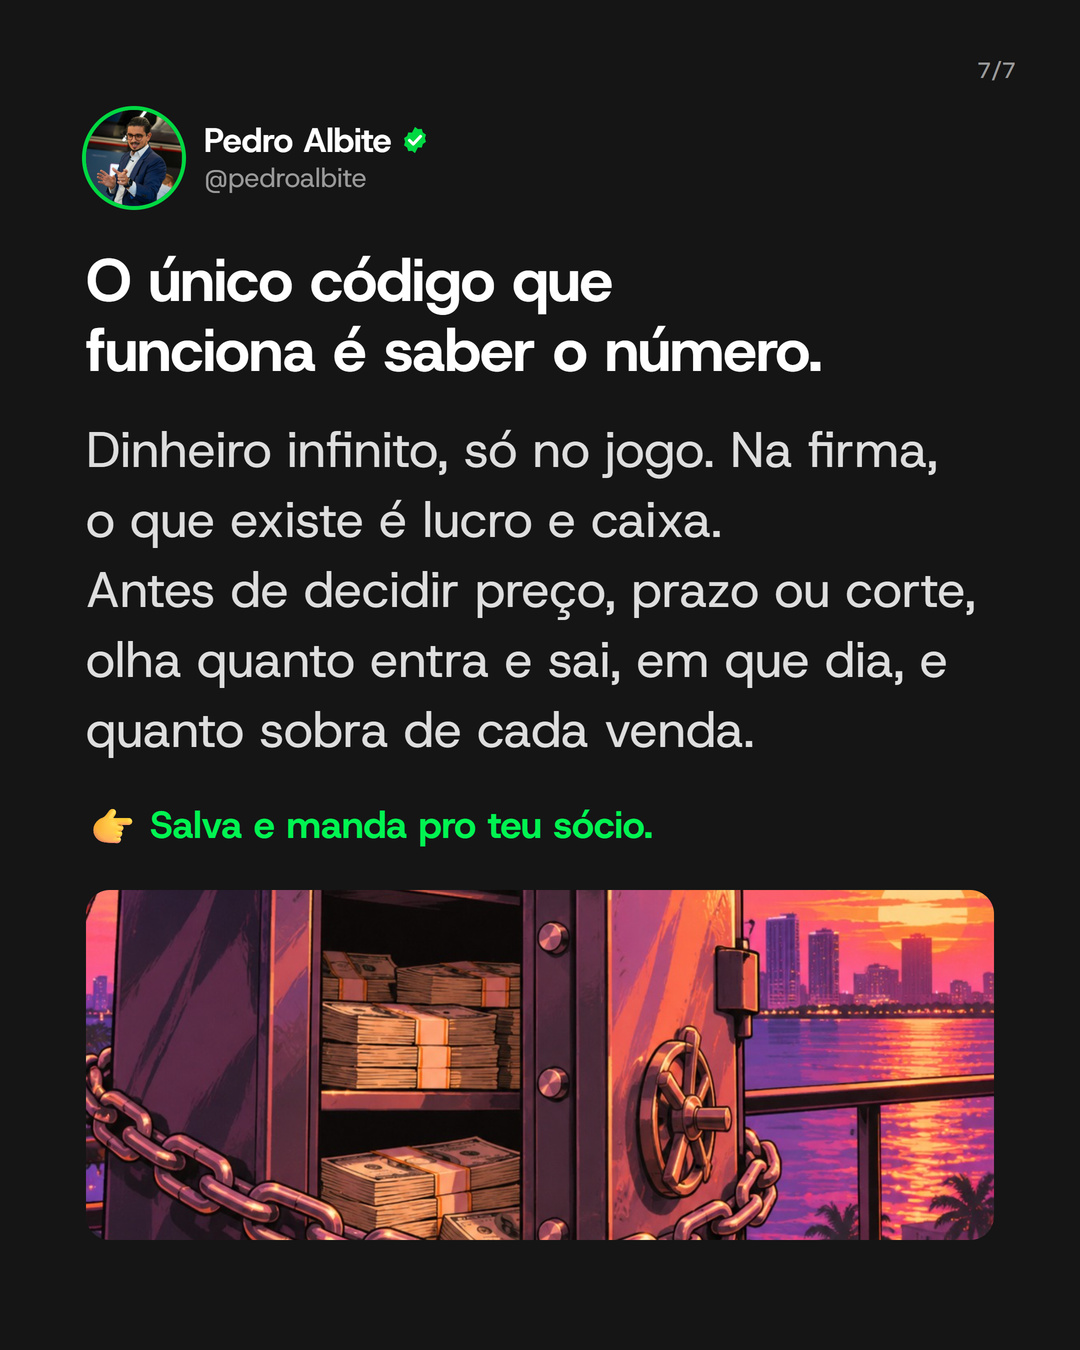 7/7
Pedro Albite
@pedroalbite
O único código que
funciona é saber o número.
Dinheiro infinito, só no jogo. Na firma,
o que existe é lucro e caixa.
Antes de decidir preço, prazo ou corte,
olha quanto entra e sai, em que dia, e
quanto sobra de cada venda.
👉 Salva e manda pro teu sócio.